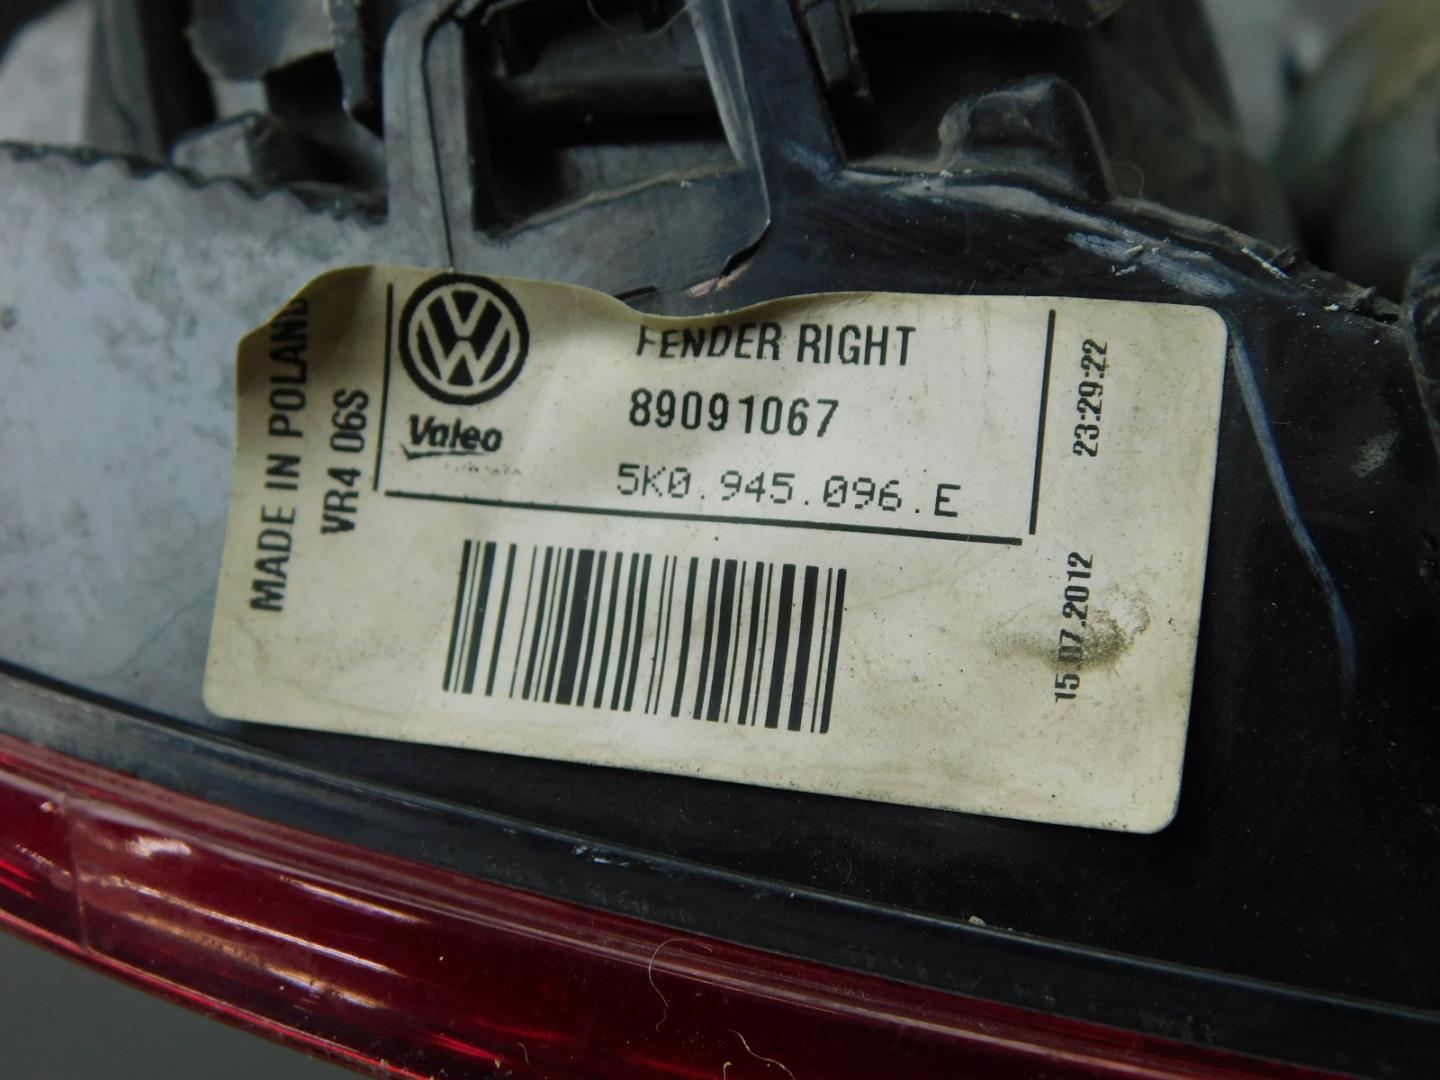 MADE IN POLAND
VR4 06S
Valeo
FENDER RIGHT
89091067
5K0.945.096.E
23:29:22
15.07.2012